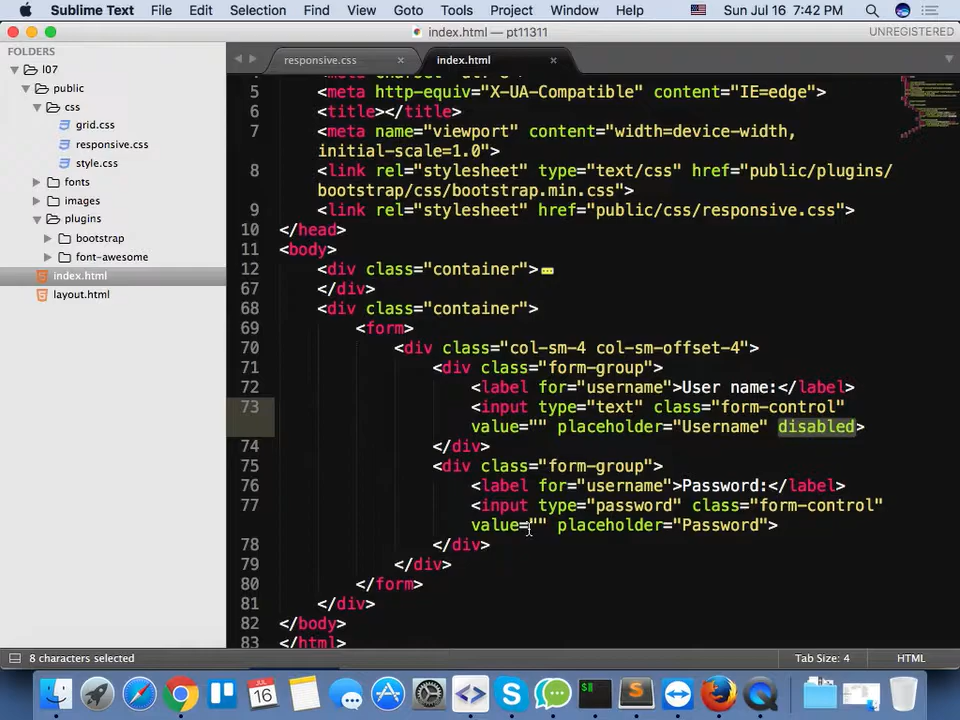 Sublime Text File Edit Selection Find View Goto Tools Project Window Help Sun Jul 16 7:42 PM
index.html — pt11311 UNREGISTERED
FOLDERS
l07
public
css
grid.css
responsive.css
style.css
fonts
images
plugins
bootstrap
font-awesome
index.html
layout.html
responsive.css × index.html ×
5 <meta http-equiv="X-UA-Compatible" content="IE=edge">
6 <title></title>
7 <meta name="viewport" content="width=device-width,
initial-scale=1.0">
8 <link rel="stylesheet" type="text/css" href="public/plugins/
bootstrap/css/bootstrap.min.css">
9 <link rel="stylesheet" href="public/css/responsive.css">
10 </head>
11 <body>
12 <div class="container">
67 </div>
68 <div class="container">
69 <form>
70 <div class="col-sm-4 col-sm-offset-4">
71 <div class="form-group">
72 <label for="username">User name:</label>
73 <input type="text" class="form-control"
value="" placeholder="Username" disabled>
74 </div>
75 <div class="form-group">
76 <label for="username">Password:</label>
77 <input type="password" class="form-control"
value="" placeholder="Password">
78 </div>
79 </div>
80 </form>
81 </div>
82 </body>
83 </html>
8 characters selected Tab Size: 4 HTML
JUL
16